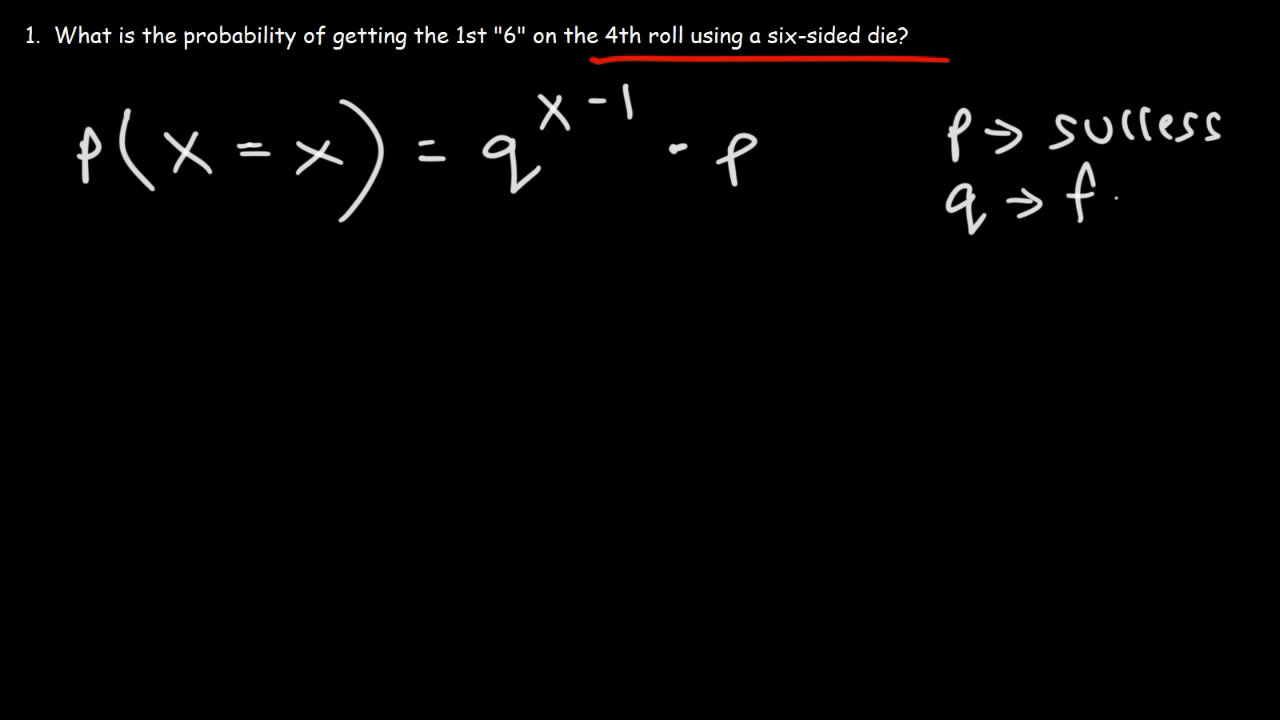 1. What is the probability of getting the 1st "6" on the 4th roll using a six-sided die?
p(x = x) = q^{x-1} · p
p → success
q → f